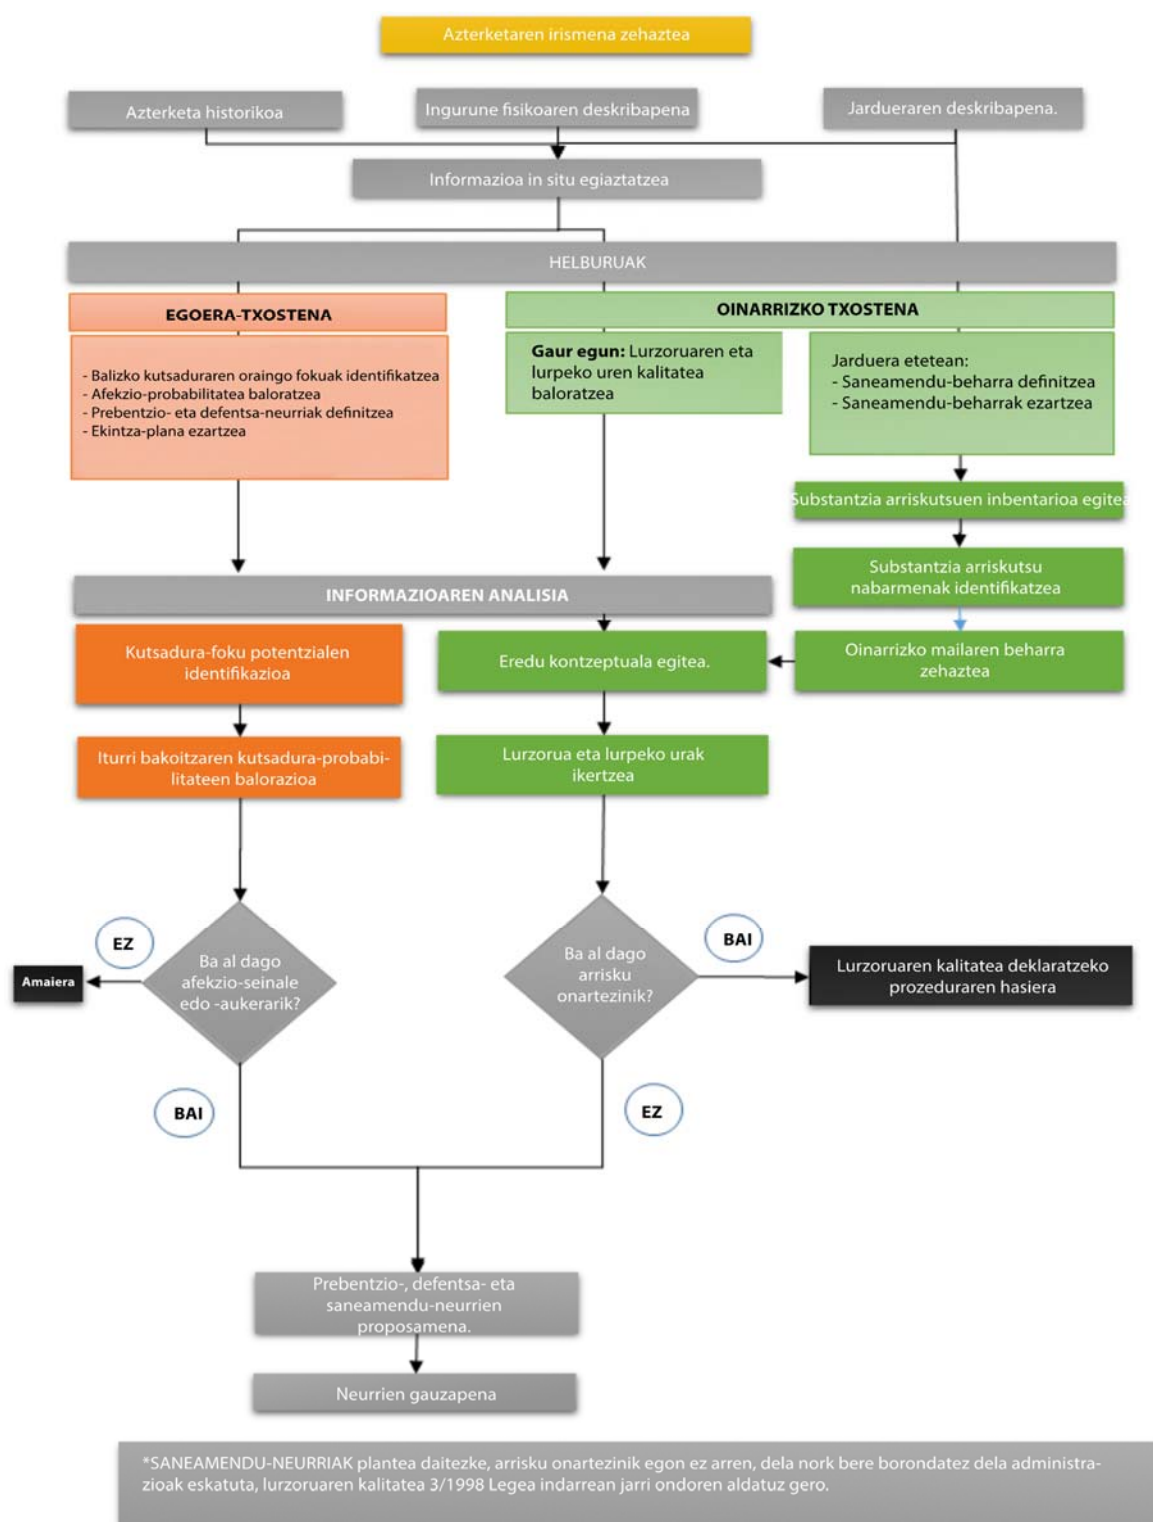 Azterketaren irismena zehaztea
Azterketa historikoa
Ingurune fisikoaren deskribapena
Jardueraren deskribapena.
Informazioa in situ egiaztatzea
HELBURUAK
EGOERA-TXOSTENA
- Balizko kutsaduraren oraingo fokuak identifikatzea
- Afekzio-probabilitatea baloratzea
- Prebentzio- eta defentsa-neurriak definitzea
- Ekintza-plana ezartzea
OINARRIZKO TXOSTENA
Gaur egun: Lurzoruaren eta
lurpeko uren kalitatea
baloratzea
Jarduera etetean:
- Saneamendu-beharra definitzea
- Saneamendu-beharrak ezartzea
Substantzia arriskutsuen inbentarioa egitea
Substantzia arriskutsu
nabarmenak identifikatzea
INFORMAZIOAREN ANALISIA
Kutsadura-foku potentzialen
identifikazioa
Eredu kontzeptuala egitea.
Oinarrizko mailaren beharra
zehaztea
Iturri bakoitzaren kutsadura-probabi-
litateen balorazioa
Lurzorua eta lurpeko urak
ikertzea
EZ
Ba al dago
afekzio-seinale
edo -aukerarik?
Amaiera
BAI
Ba al dago
arrisku
onartezinik?
BAI
Lurzoruaren kalitatea deklaratzeko
prozeduraren hasiera
EZ
Prebentzio-, defentsa- eta
saneamendu-neurrien
proposamena.
Neurrien gauzapena
*SANEAMENDU-NEURRIAK plantea daitezke, arrisku onartezinik egon ez arren, dela nork bere borondatez dela administra-
zioak eskatuta, lurzoruaren kalitatea 3/1998 Legea indarrean jarri ondoren aldatuz gero.